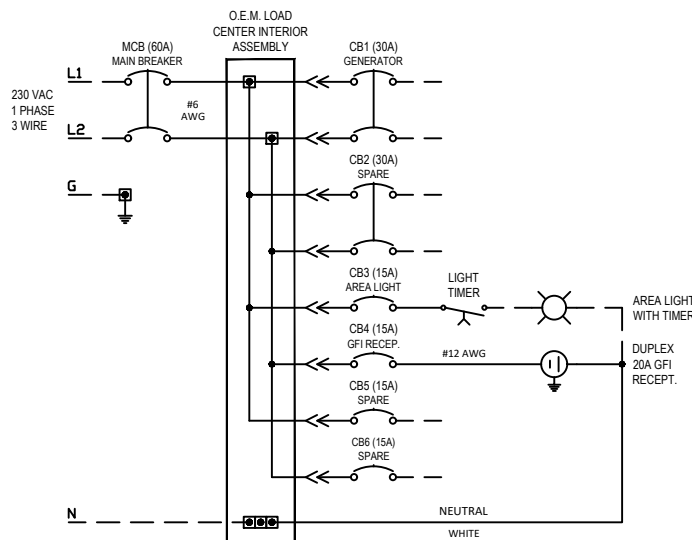 O.E.M. LOAD
CENTER INTERIOR
ASSEMBLY
MCB (60A)
MAIN BREAKER
CB1 (30A)
GENERATOR
L1
230 VAC
1 PHASE
3 WIRE
#6
AWG
L2
CB2 (30A)
SPARE
G
CB3 (15A)
AREA LIGHT
LIGHT
TIMER
AREA LIGHT
WITH TIMER
CB4 (15A)
GFI RECEP.
#12 AWG
DUPLEX
20A GFI
RECEPT.
CB5 (15A)
SPARE
CB6 (15A)
SPARE
N
NEUTRAL
WHITE